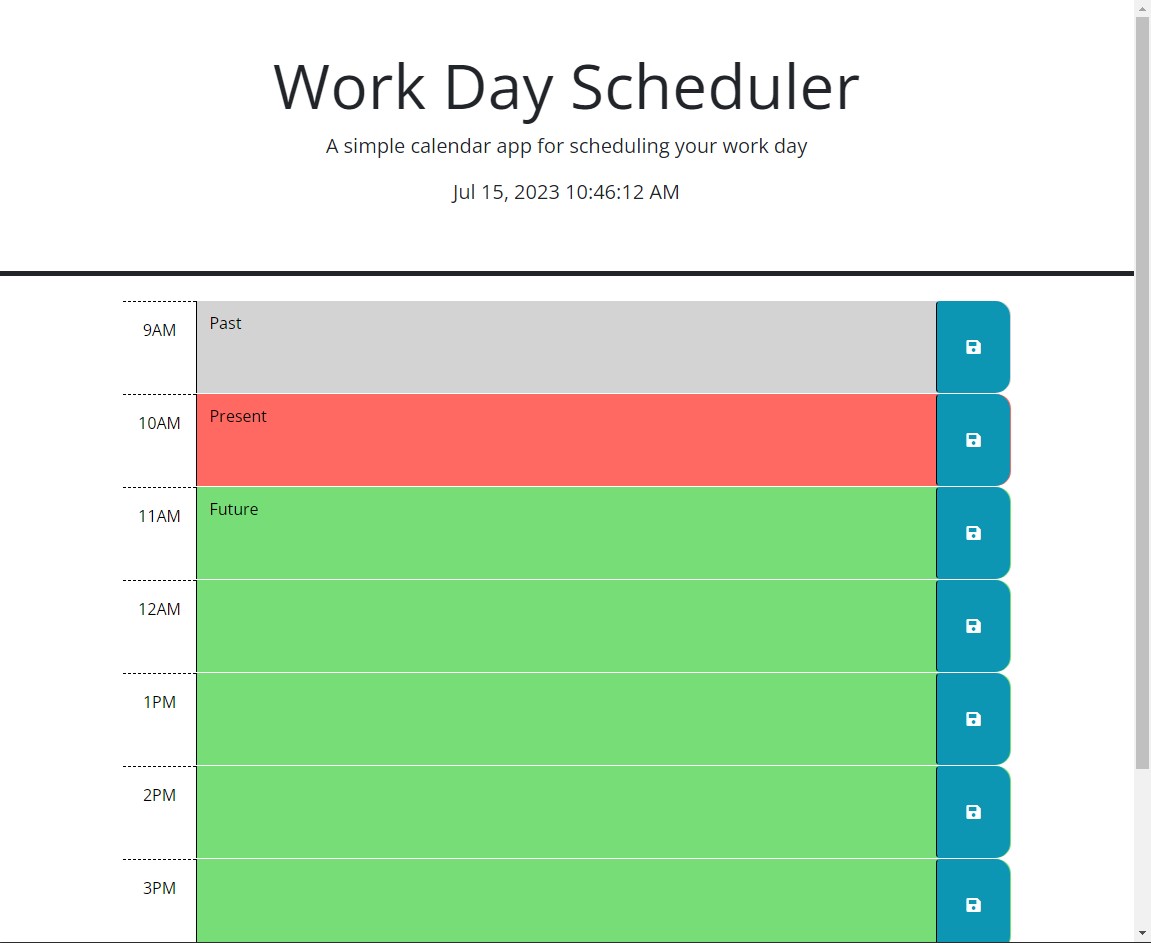 Work Day Scheduler
A simple calendar app for scheduling your work day
Jul 15, 2023 10:46:12 AM
9AM
Past
10AM
Present
11AM
Future
12AM
1PM
2PM
3PM